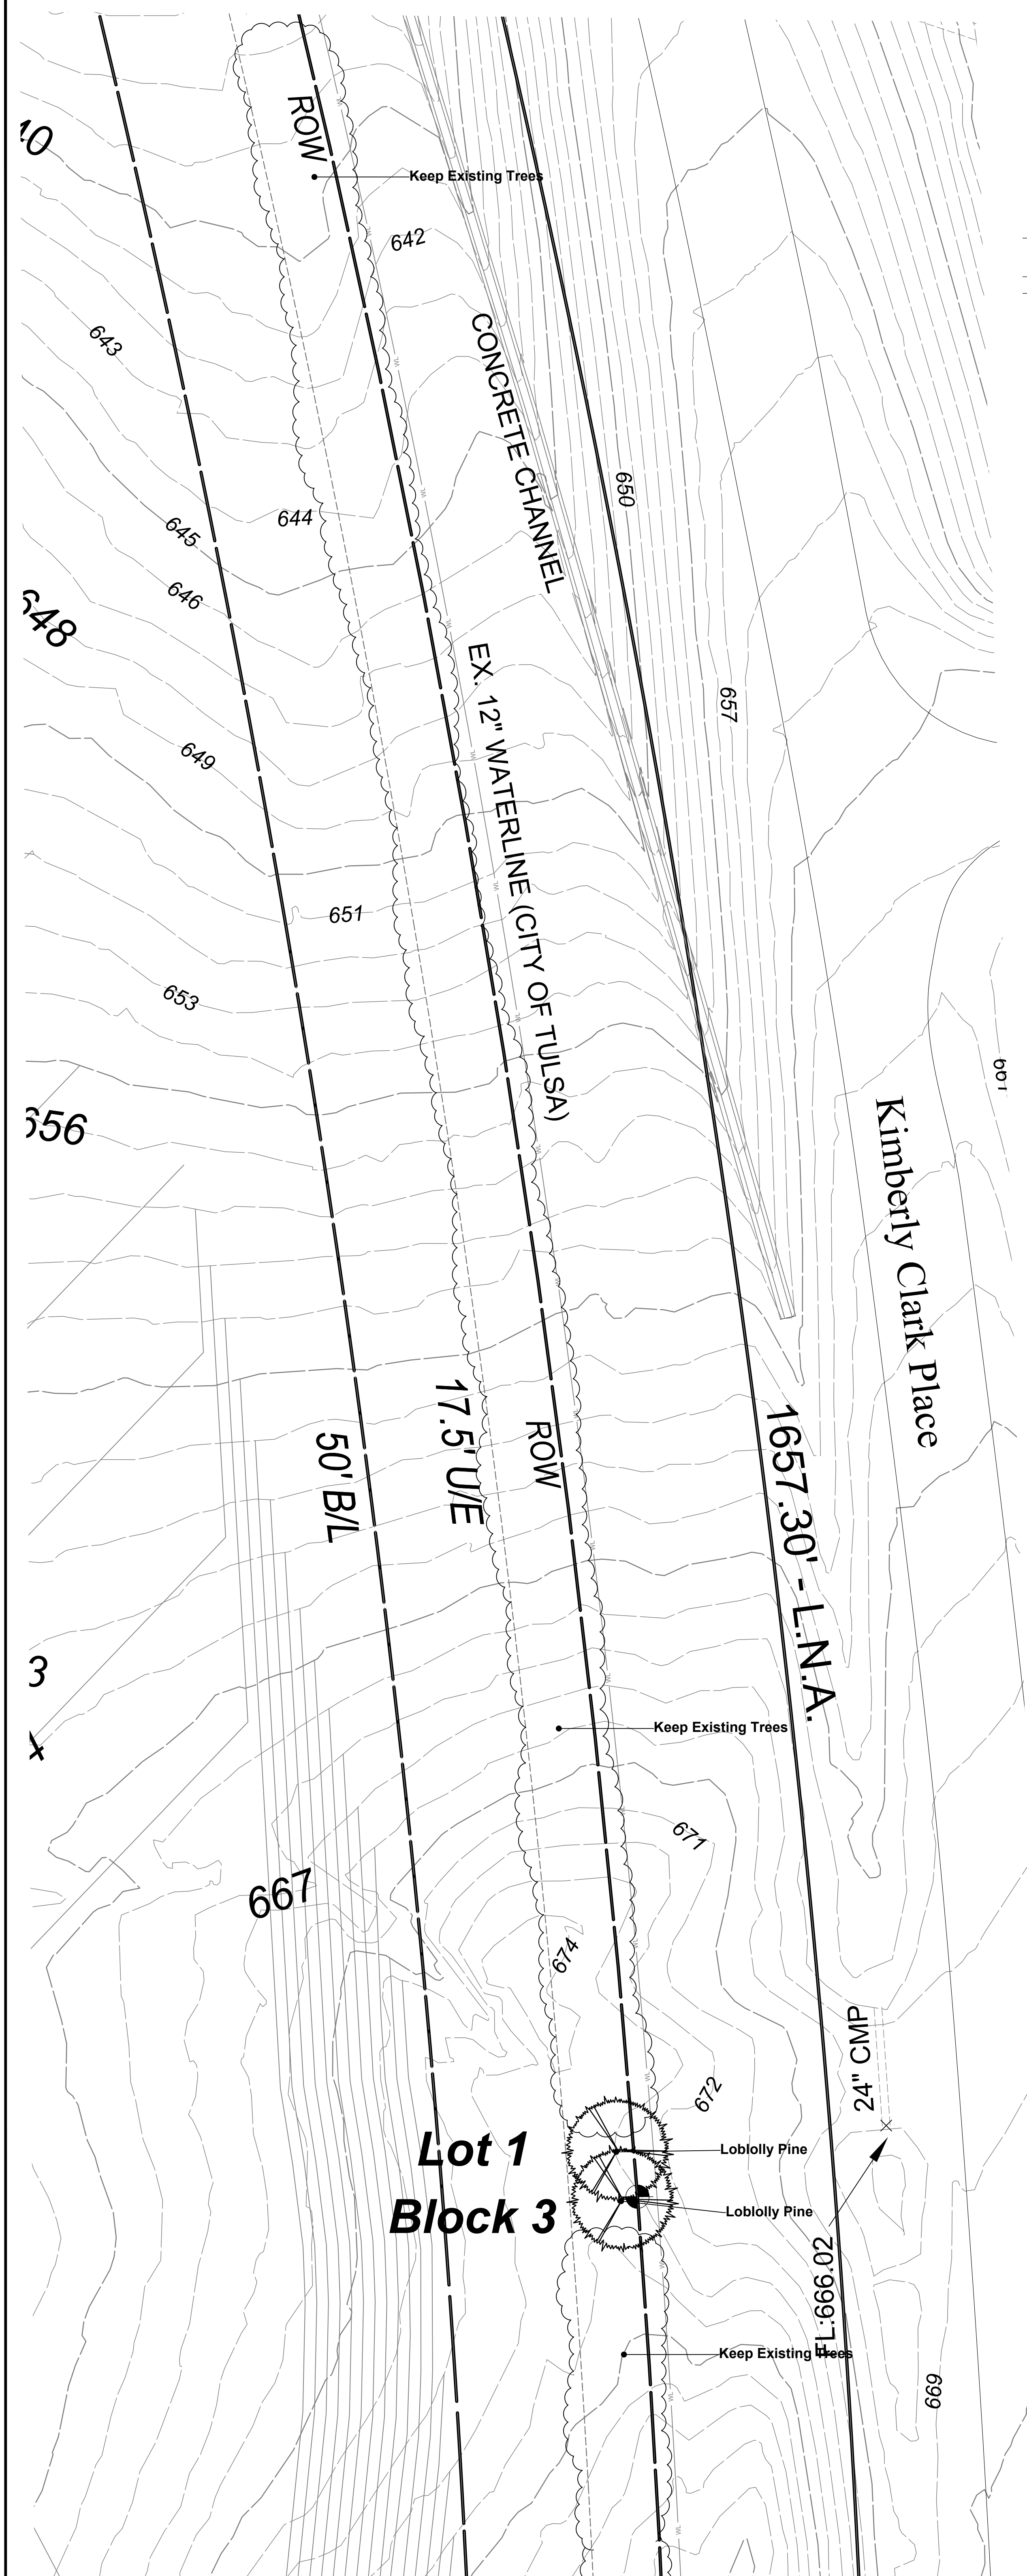 ROW
Keep Existing Trees
642
643
CONCRETE CHANNEL
650
644
645
646
648
657
EX. 12" WATERLINE (CITY OF TULSA)
649
651
653
661
656
Kimberly Clark Place
17.5' U/E
ROW
50' B/L
1657.30' - L.N.A.
3
Keep Existing Trees
671
667
674
24" CMP
672
Lot 1
Loblolly Pine
Block 3
Loblolly Pine
FL:666.02
Keep Existing Trees
669